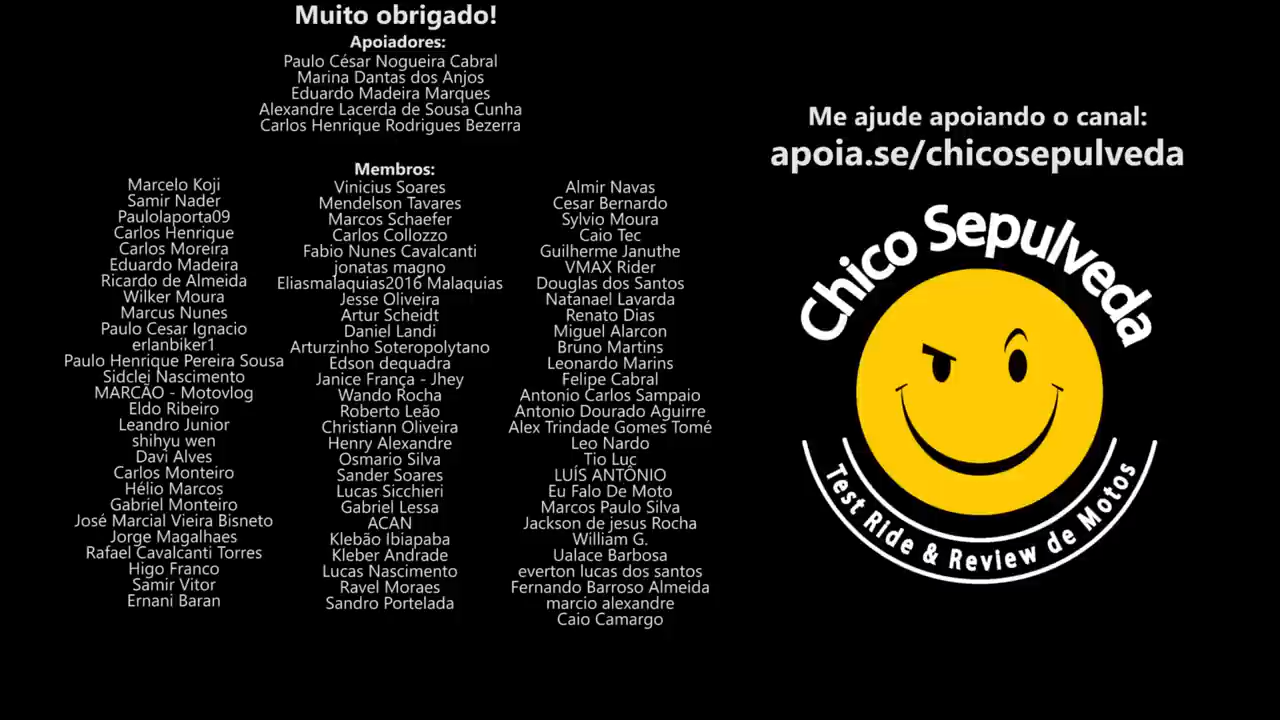 Muito obrigado!
Apoiadores:
Paulo César Nogueira Cabral
Marina Dantas dos Anjos
Eduardo Madeira Marques
Alexandre Lacerda de Sousa Cunha
Carlos Henrique Rodrigues Bezerra
Membros:
Marcelo Koji
Samir Nader
Paulolaporta09
Carlos Henrique
Carlos Moreira
Eduardo Madeira
Ricardo de Almeida
Wilker Moura
Marcus Nunes
Paulo Cesar Ignacio
erlanbiker1
Paulo Henrique Pereira Sousa
Sidclei Nascimento
MARCÃO - Motovlog
Eldo Ribeiro
Leandro Junior
shihyu wen
Davi Alves
Carlos Monteiro
Hélio Marcos
Gabriel Monteiro
José Marcial Vieira Bisneto
Jorge Magalhaes
Rafael Cavalcanti Torres
Higo Franco
Samir Vitor
Ernani Baran
Vinicius Soares
Mendelson Tavares
Marcos Schaefer
Carlos Collozzo
Fabio Nunes Cavalcanti
jonatas magno
Eliasmalaquias2016 Malaquias
Jesse Oliveira
Artur Scheidt
Daniel Landi
Arturzinho Soteropolytano
Edson dequadra
Janice França - Jhey
Wando Rocha
Roberto Leão
Christiann Oliveira
Henry Alexandre
Osmario Silva
Sander Soares
Lucas Sicchieri
Gabriel Lessa
ACAN
Klebão Ibiapaba
Kleber Andrade
Lucas Nascimento
Ravel Moraes
Sandro Portelada
Almir Navas
Cesar Bernardo
Sylvio Moura
Caio Tec
Guilherme Januthe
VMAX Rider
Douglas dos Santos
Natanael Lavarda
Renato Dias
Miguel Alarcon
Bruno Martins
Leonardo Marins
Felipe Cabral
Antonio Carlos Sampaio
Antonio Dourado Aguirre
Alex Trindade Gomes Tomé
Leo Nardo
Tio Luc
LUÍS ANTÔNIO
Eu Falo De Moto
Marcos Paulo Silva
Jackson de jesus Rocha
William G.
Ualace Barbosa
everton lucas dos santos
Fernando Barroso Almeida
marcio alexandre
Caio Camargo
Me ajude apoiando o canal:
apoia.se/chicosepulveda
Chico Sepulveda
Test Ride & Review de Motos